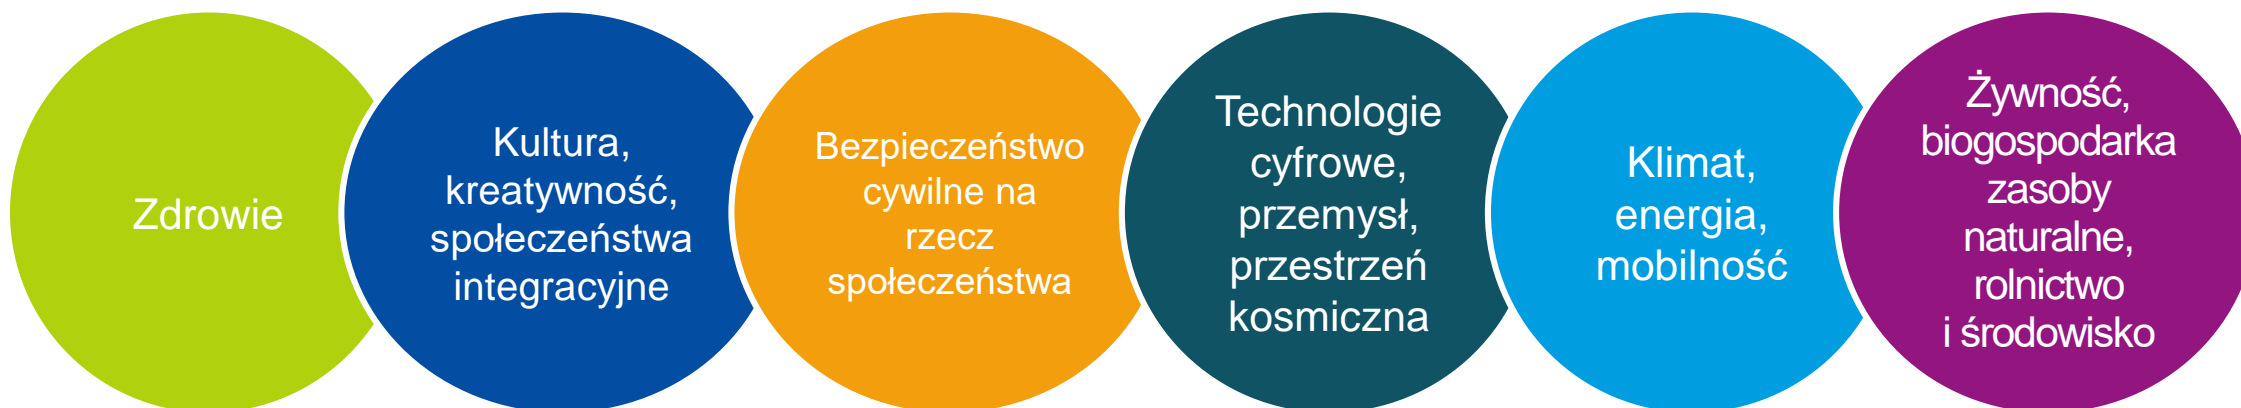 Zdrowie
Kultura,
kreatywność,
społeczeństwa
integracyjne
Bezpieczeństwo
cywilne na
rzecz
społeczeństwa
Technologie
cyfrowe,
przemysł,
przestrzeń
kosmiczna
Klimat,
energia,
mobilność
Żywność,
biogospodarka
zasoby
naturalne,
rolnictwo
i środowisko